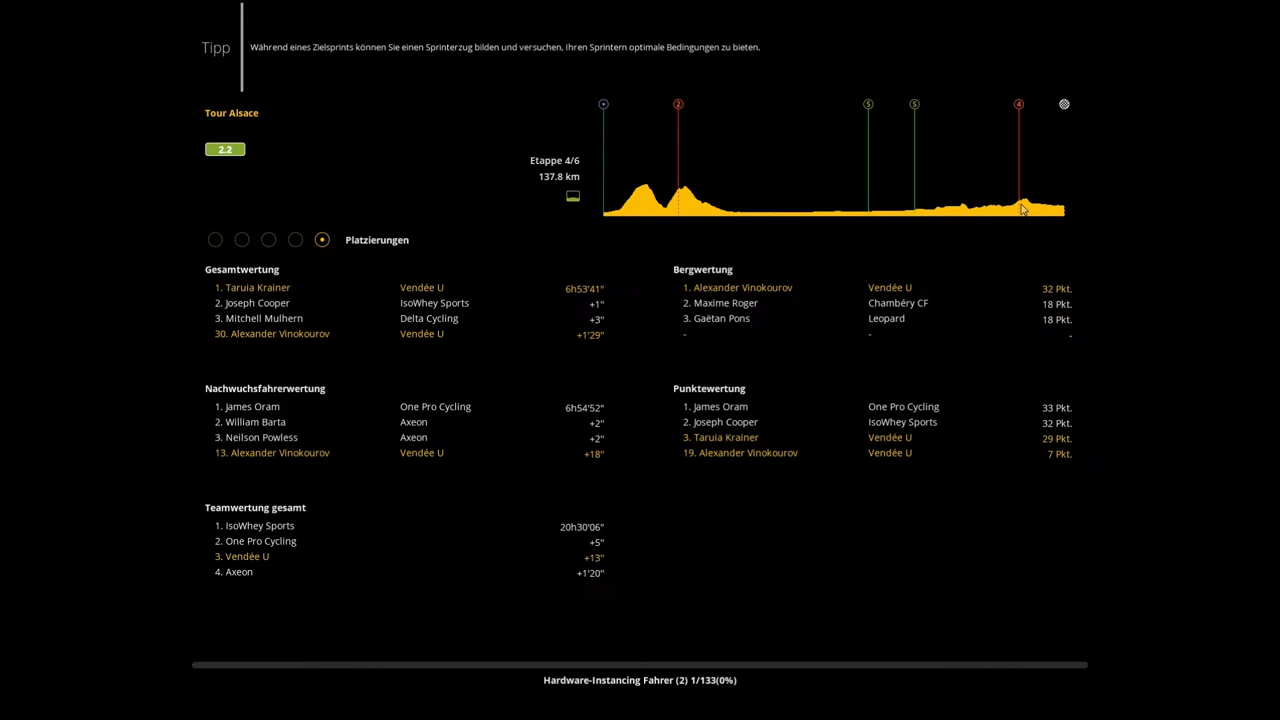 Tipp
Während eines Zielsprints können Sie einen Sprinterzug bilden und versuchen, Ihren Sprintern optimale Bedingungen zu bieten.
Tour Alsace
2.2
Etappe 4/6
137.8 km
2
S
S
4
Platzierungen
Gesamtwertung
1. Taruia Krainer Vendée U 6h53'41"
2. Joseph Cooper IsoWhey Sports +1"
3. Mitchell Mulhern Delta Cycling +3"
30. Alexander Vinokourov Vendée U +1'29"
Bergwertung
1. Alexander Vinokourov Vendée U 32 Pkt.
2. Maxime Roger Chambéry CF 18 Pkt.
3. Gaëtan Pons Leopard 18 Pkt.
- - -
Nachwuchsfahrerwertung
1. James Oram One Pro Cycling 6h54'52"
2. William Barta Axeon +2"
3. Neilson Powless Axeon +2"
13. Alexander Vinokourov Vendée U +18"
Punktewertung
1. James Oram One Pro Cycling 33 Pkt.
2. Joseph Cooper IsoWhey Sports 32 Pkt.
3. Taruia Krainer Vendée U 29 Pkt.
19. Alexander Vinokourov Vendée U 7 Pkt.
Teamwertung gesamt
1. IsoWhey Sports 20h30'06"
2. One Pro Cycling +5"
3. Vendée U +13"
4. Axeon +1'20"
Hardware-Instancing Fahrer (2) 1/133(0%)